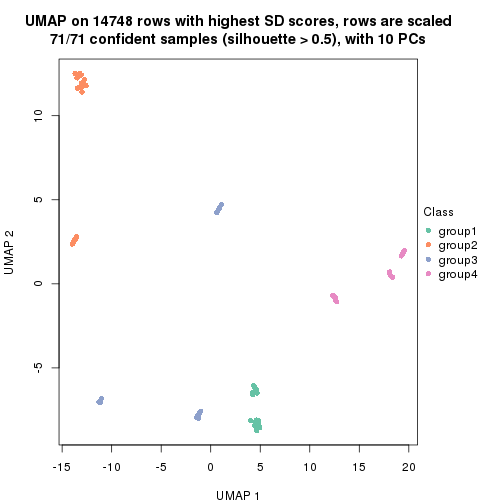 UMAP on 14748 rows with highest SD scores, rows are scaled
71/71 confident samples (silhouette > 0.5), with 10 PCs
10
5
0
-5
UMAP 2
-15 -10 -5 0 5 10 15 20
UMAP 1
Class
group1
group2
group3
group4